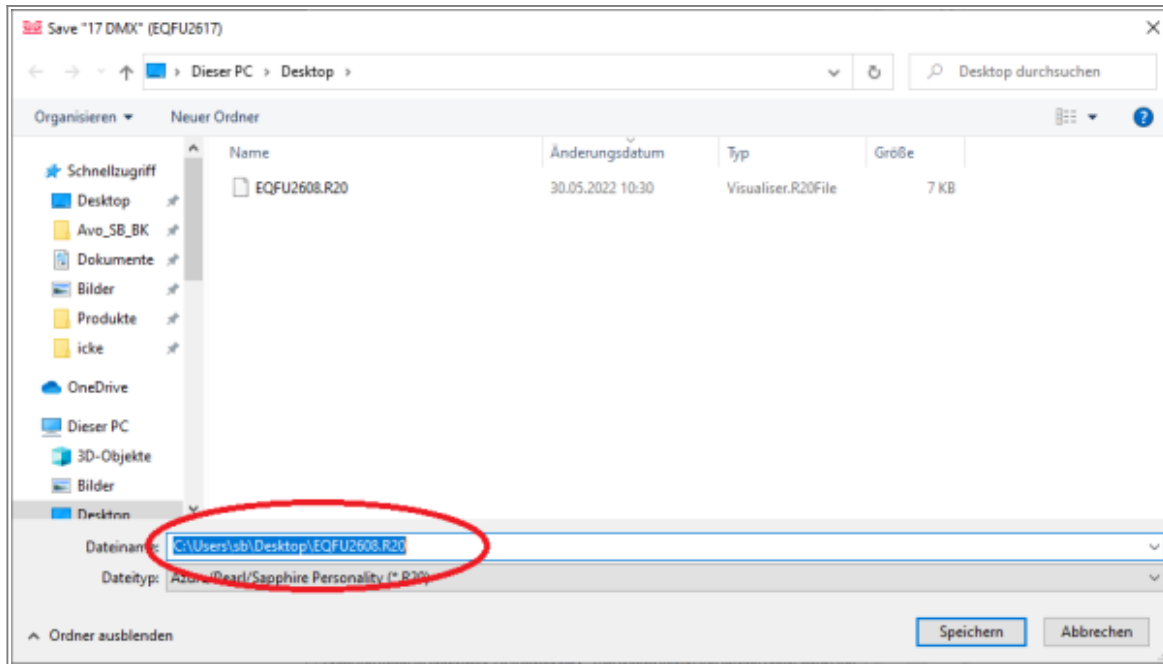 Save "17 DMX" (EQFU2617)
Dieser PC > Desktop >
Desktop durchsuchen
Organisieren
Neuer Ordner
Name
Änderungsdatum
Typ
Größe
EQFU2608.R20
30.05.2022 10:30
Visualiser.R20File
7 KB
Schnellzugriff
Desktop
Avo_SB_BK
Dokumente
Bilder
Produkte
icke
OneDrive
Dieser PC
3D-Objekte
Bilder
Desktop
Dateiname: C:\Users\sb\Desktop\EQFU2608.R20
Dateityp: Azure/Pearl/Sapphire Personality (*.R20)
Ordner ausblenden
Speichern
Abbrechen